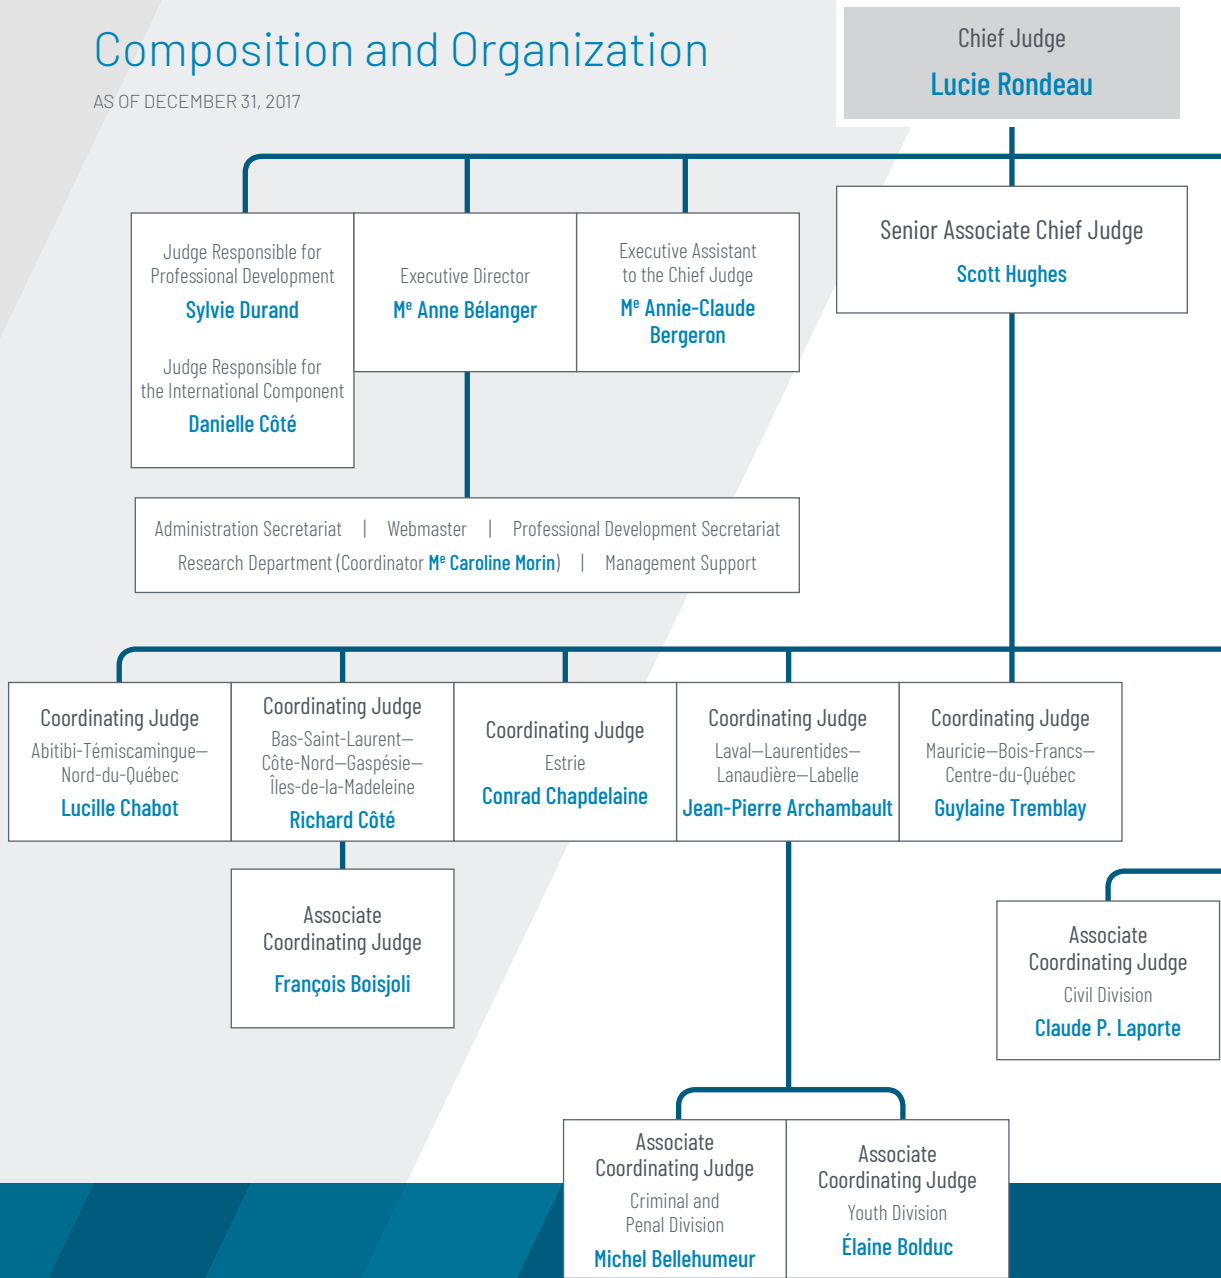 Composition and Organization
AS OF DECEMBER 31, 2017
Chief Judge
Lucie Rondeau
Judge Responsible for
Professional Development
Sylvie Durand
Judge Responsible for
the International Component
Danielle Côté
Executive Director
Mᵉ Anne Bélanger
Executive Assistant
to the Chief Judge
Mᵉ Annie-Claude
Bergeron
Senior Associate Chief Judge
Scott Hughes
Administration Secretariat | Webmaster | Professional Development Secretariat
Research Department (Coordinator Mᵉ Caroline Morin) | Management Support
Coordinating Judge
Abitibi-Témiscamingue—
Nord-du-Québec
Lucille Chabot
Coordinating Judge
Bas-Saint-Laurent—
Côte-Nord—Gaspésie—
Îles-de-la-Madeleine
Richard Côté
Coordinating Judge
Estrie
Conrad Chapdelaine
Coordinating Judge
Laval—Laurentides—
Lanaudière—Labelle
Jean-Pierre Archambault
Coordinating Judge
Mauricie—Bois-Francs—
Centre-du-Québec
Guylaine Tremblay
Associate
Coordinating Judge
François Boisjoli
Associate
Coordinating Judge
Civil Division
Claude P. Laporte
Associate
Coordinating Judge
Criminal and
Penal Division
Michel Bellehumeur
Associate
Coordinating Judge
Youth Division
Élaine Bolduc